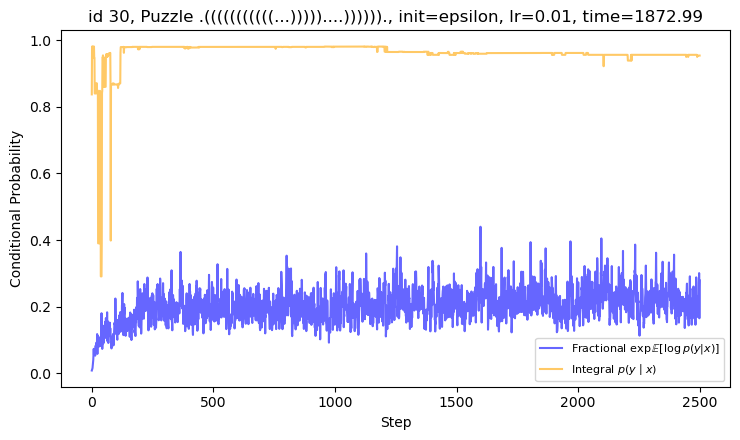 id 30, Puzzle .(((((((((((...)))))....))))))., init=epsilon, lr=0.01, time=1872.99
Conditional Probability
1.0
0.8
0.6
0.4
0.2
0.0
Fractional exp𝔼[log p(y|x)]
Integral p(y | x)
0 500 1000 1500 2000 2500
Step